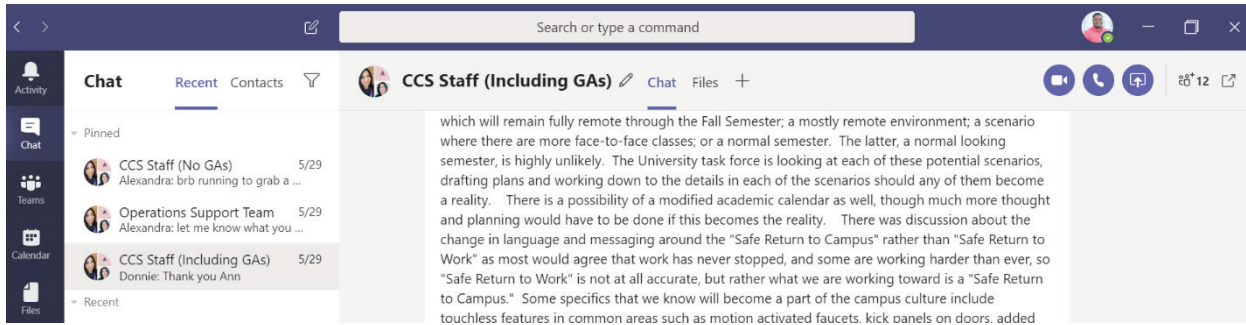 Search or type a command
Activity
Chat
Teams
Calendar
Files
Chat Recent Contacts
Pinned
CCS Staff (No GAs) 5/29
Alexandra: brb running to grab a ...
Operations Support Team 5/29
Alexandra: let me know what you ...
CCS Staff (Including GAs) 5/29
Donnie: Thank you Ann
Recent
CCS Staff (Including GAs) Chat Files
12
which will remain fully remote through the Fall Semester; a mostly remote environment; a scenario
where there are more face-to-face classes; or a normal semester. The latter, a normal looking
semester, is highly unlikely. The University task force is looking at each of these potential scenarios,
drafting plans and working down to the details in each of the scenarios should any of them become
a reality. There is a possibility of a modified academic calendar as well, though much more thought
and planning would have to be done if this becomes the reality. There was discussion about the
change in language and messaging around the "Safe Return to Campus" rather than "Safe Return to
Work" as most would agree that work has never stopped, and some are working harder than ever, so
"Safe Return to Work" is not at all accurate, but rather what we are working toward is a "Safe Return
to Campus." Some specifics that we know will become a part of the campus culture include
touchless features in common areas such as motion activated faucets, kick panels on doors, added